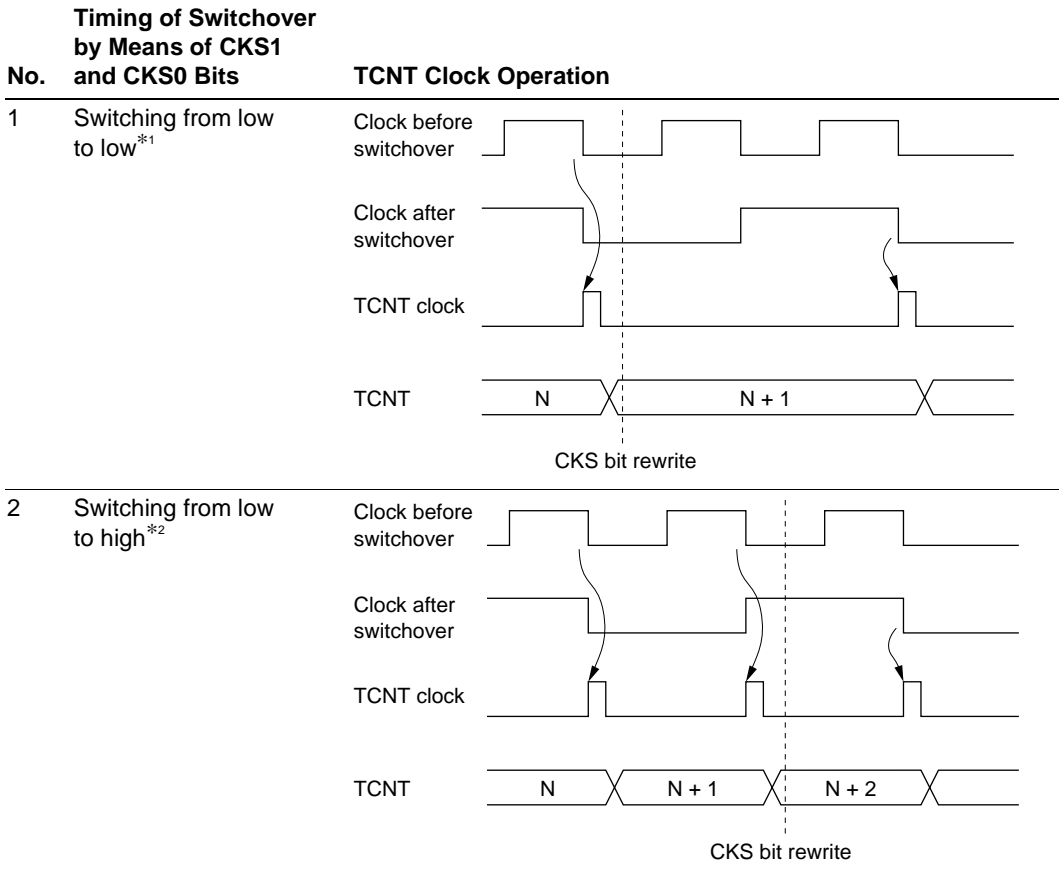 Timing of Switchover
by Means of CKS1
No. and CKS0 Bits TCNT Clock Operation
1 Switching from low
to low*1
Clock before
switchover
Clock after
switchover
TCNT clock
TCNT N N + 1
CKS bit rewrite
2 Switching from low
to high*2
Clock before
switchover
Clock after
switchover
TCNT clock
TCNT N N + 1 N + 2
CKS bit rewrite